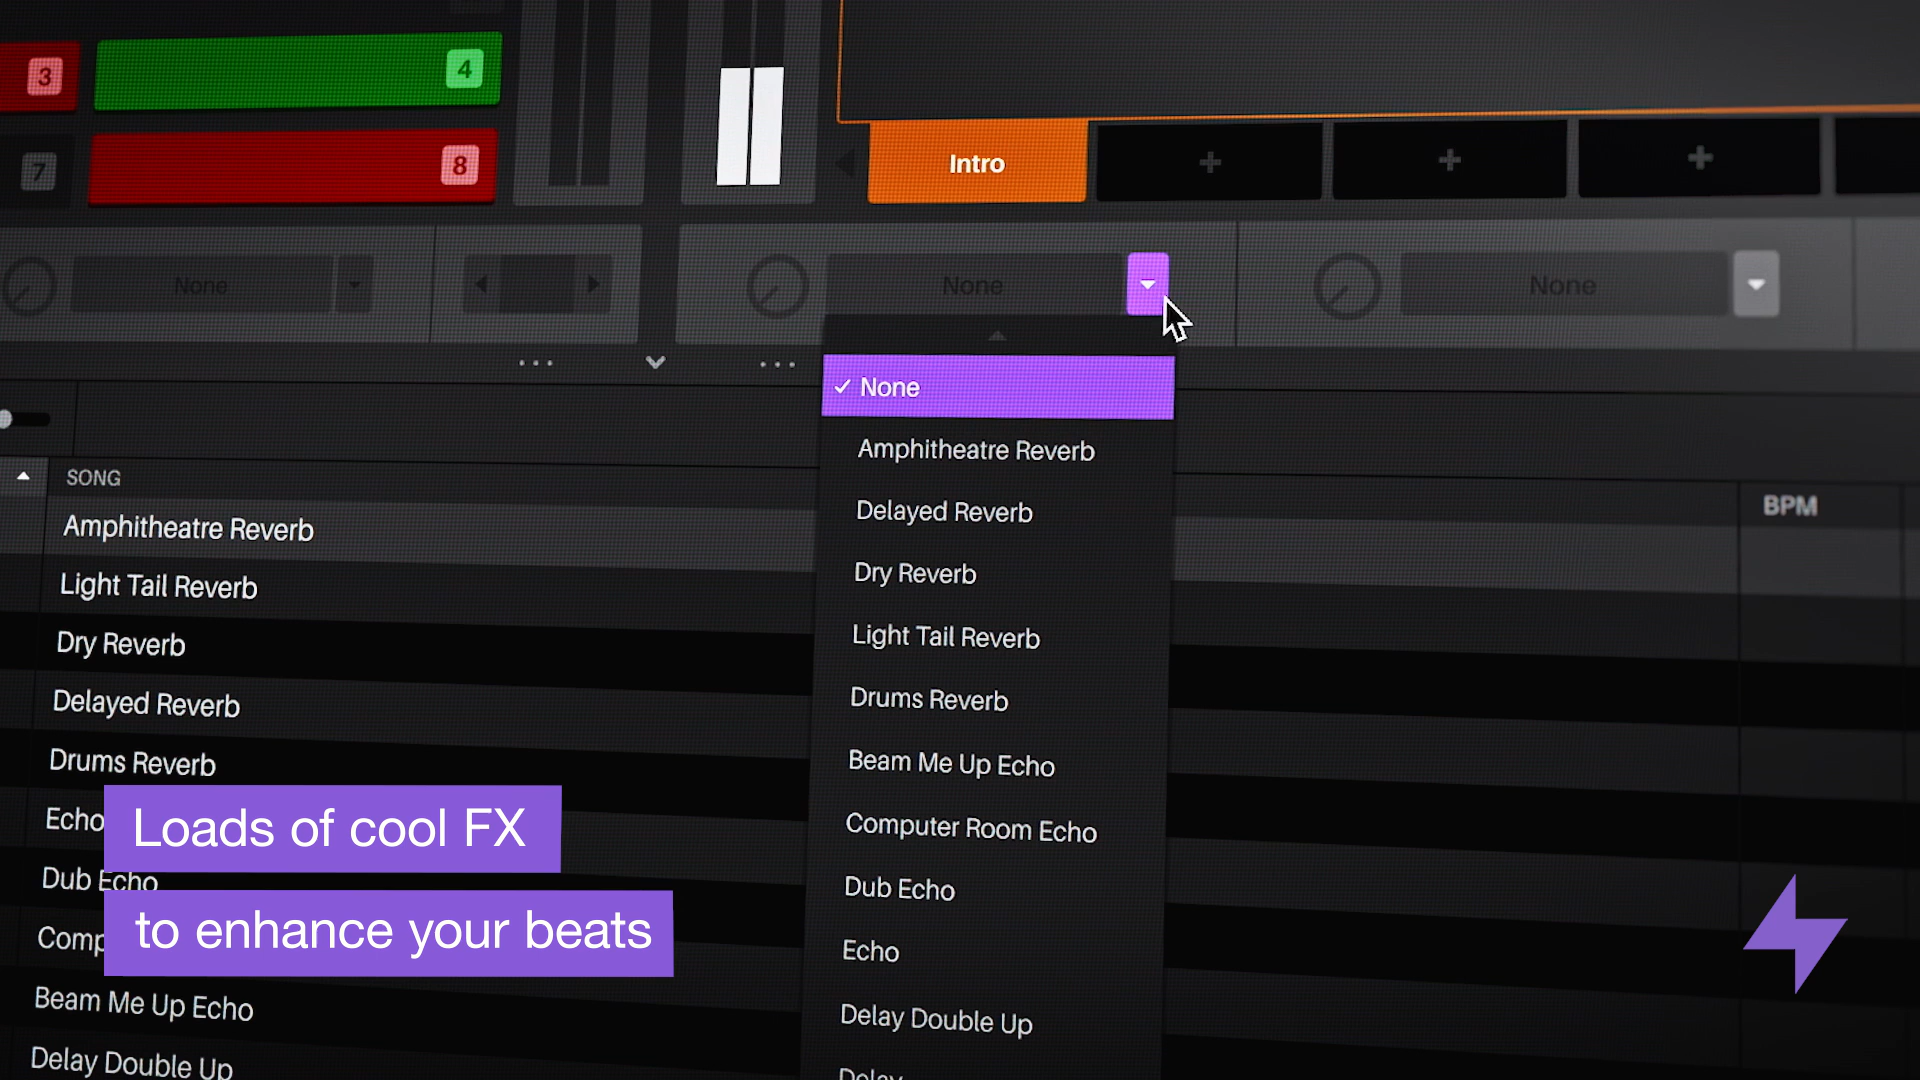 3
4
7
8
Intro
+
+
+
None
None
None
...
...
✓ None
Amphitheatre Reverb
Delayed Reverb
Dry Reverb
Light Tail Reverb
Drums Reverb
Beam Me Up Echo
Computer Room Echo
Dub Echo
Echo
Delay Double Up
Delay
SONG
BPM
Amphitheatre Reverb
Light Tail Reverb
Dry Reverb
Delayed Reverb
Drums Reverb
Echo
Dub Echo
Comp
Beam Me Up Echo
Delay Double Up
Loads of cool FX
to enhance your beats